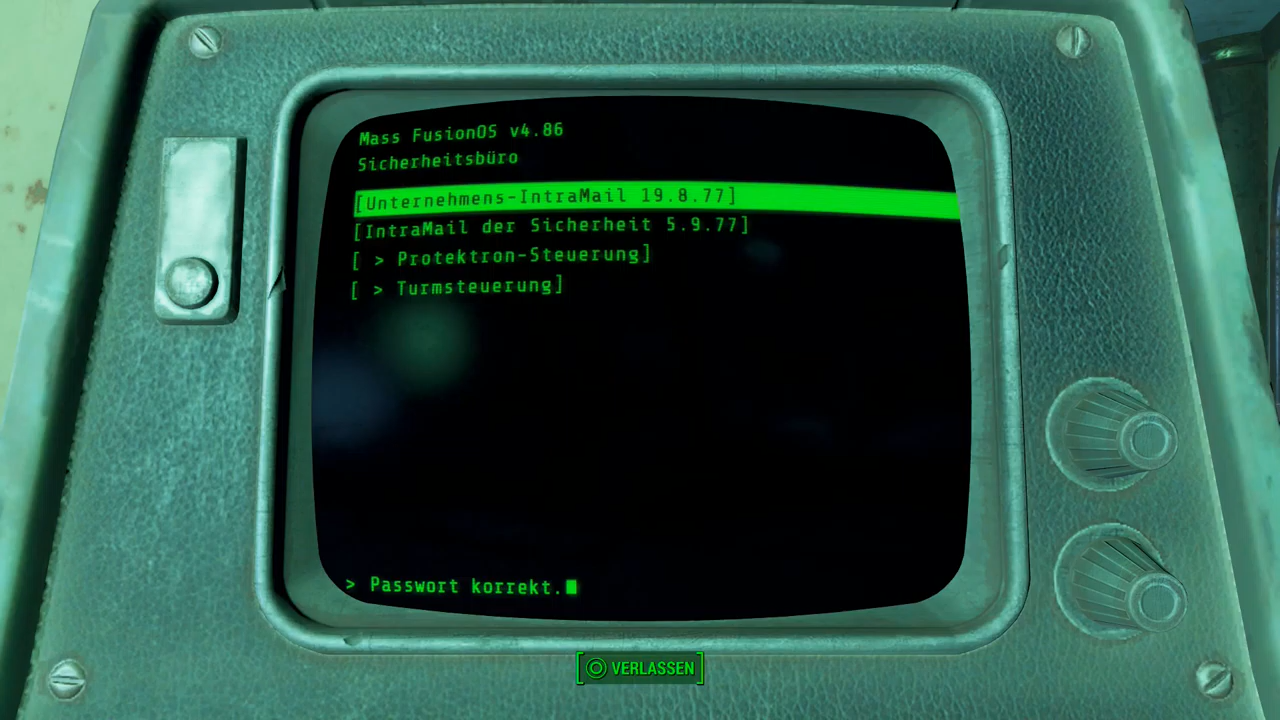 Mass FusionOS v4.86
Sicherheitsbüro
[Unternehmens-IntraMail 19.8.77]
[IntraMail der Sicherheit 5.9.77]
[ > Protektron-Steuerung]
[ > Turmsteuerung]
> Passwort korrekt.
VERLASSEN